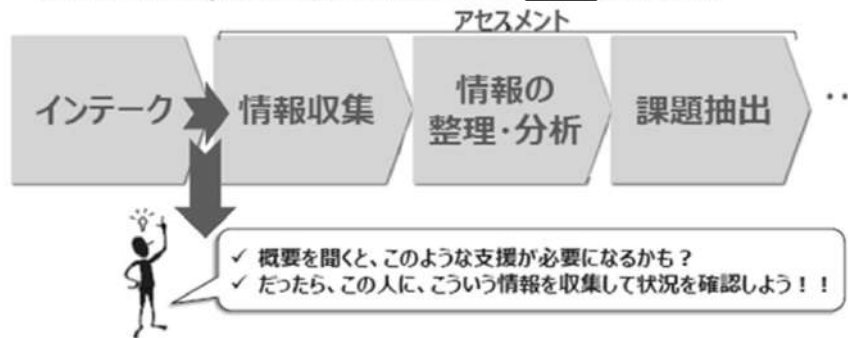 アセスメント
インテーク
情報収集
情報の
整理・分析
課題抽出
・・
✓ 概要を聞くと、このような支援が必要になるかも？
✓ だったら、この人に、こういう情報を収集して状況を確認しよう！！